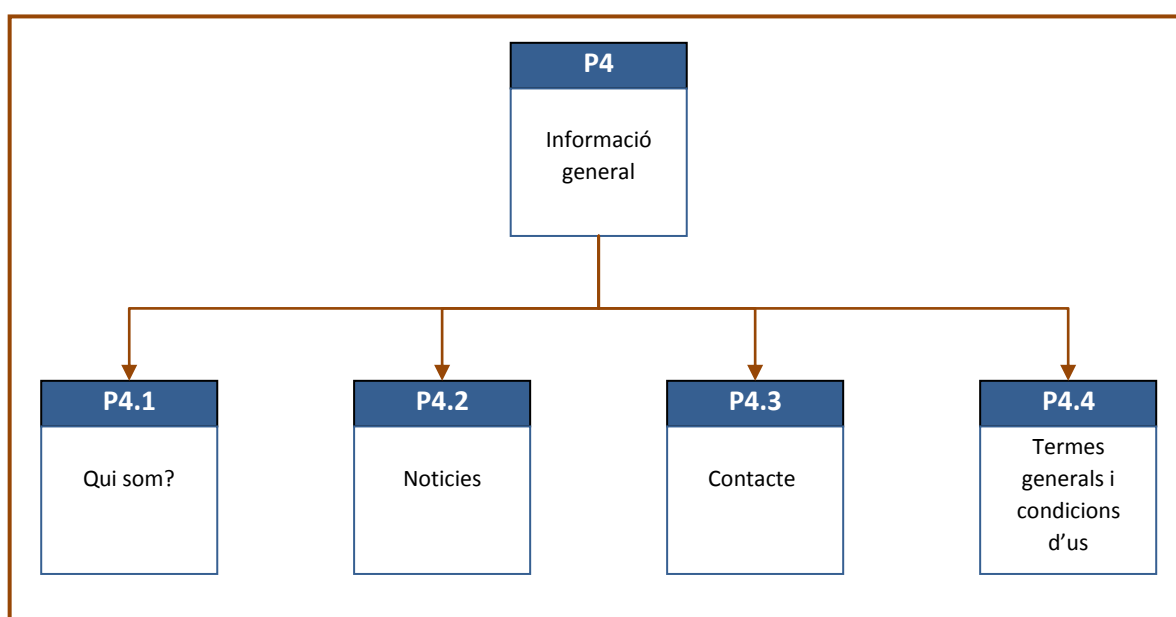 P4
Informació
general
P4.1
P4.2
P4.3
P4.4
Qui som?
Noticies
Contacte
Termes
generals i
condicions
d’us